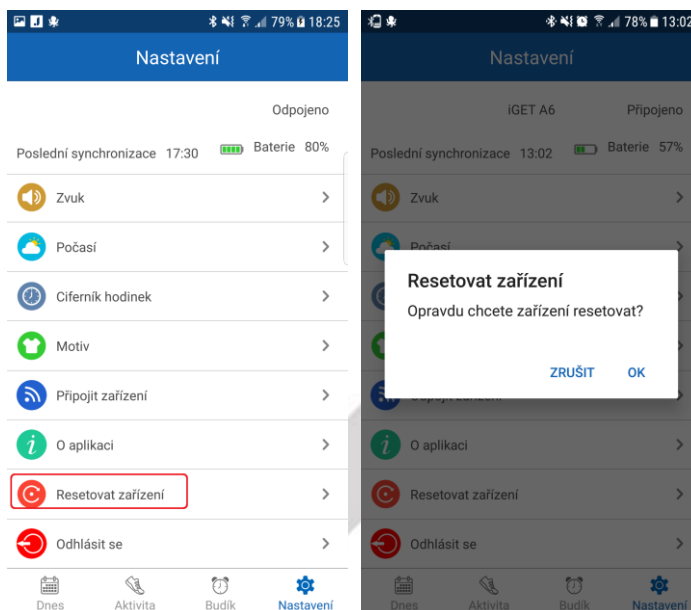 79% 18:25
Nastavení
Odpojeno
Poslední synchronizace 17:30 Baterie 80%
Zvuk
Počasí
Ciferník hodinek
Motiv
Připojit zařízení
O aplikaci
Resetovat zařízení
Odhlásit se
Dnes Aktivita Budík Nastavení
78% 13:02
Nastavení
iGET A6 Připojeno
Poslední synchronizace 13:02 Baterie 57%
Zvuk
Počasí
Resetovat zařízení
Opravdu chcete zařízení resetovat?
ZRUŠIT OK
O aplikaci
Resetovat zařízení
Odhlásit se
Dnes Aktivita Budík Nastavení